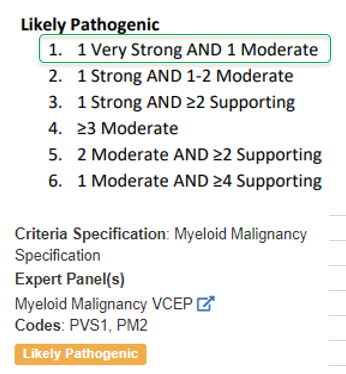 Likely Pathogenic
1. 1 Very Strong AND 1 Moderate
2. 1 Strong AND 1-2 Moderate
3. 1 Strong AND ≥2 Supporting
4. ≥3 Moderate
5. 2 Moderate AND ≥2 Supporting
6. 1 Moderate AND ≥4 Supporting
Criteria Specification: Myeloid Malignancy
Specification
Expert Panel(s)
Myeloid Malignancy VCEP
Codes: PVS1, PM2
Likely Pathogenic